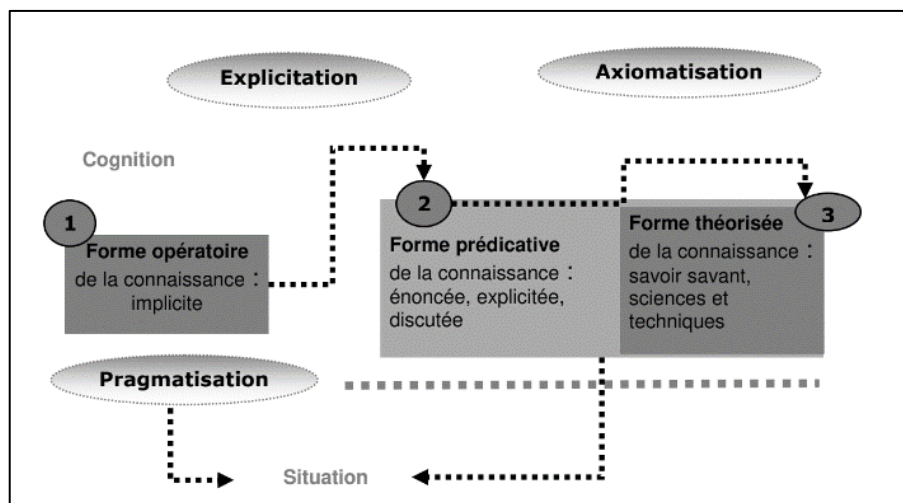 Explicitation
Axiomatisation
Cognition
1
Forme opératoire
de la connaissance :
implicite
2
Forme prédicative
de la connaissance :
énoncée, explicitée,
discutée
Forme théorisée
3
de la connaissance :
savoir savant,
sciences et
techniques
Pragmatisation
Situation